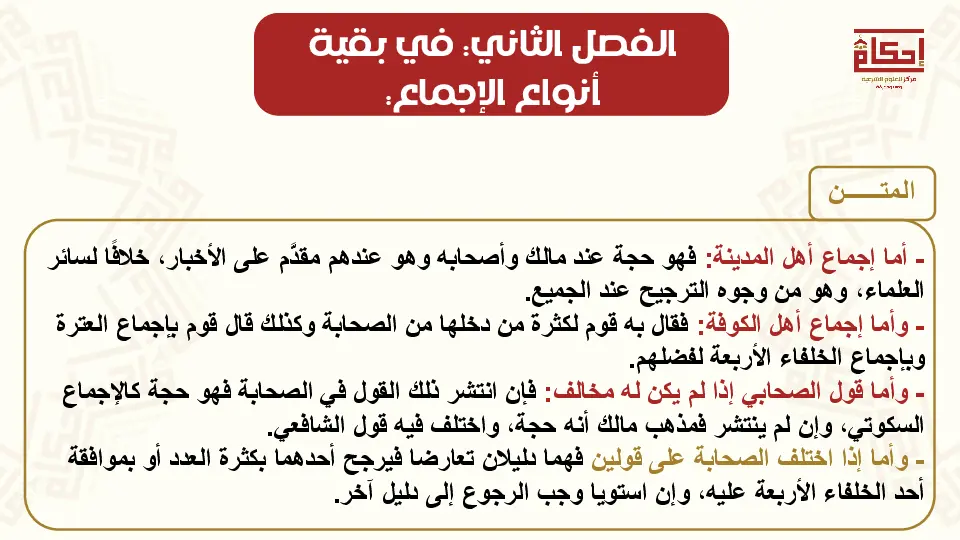 الفصل الثاني: في بقية
أنواع الإجماع:
إحكام
مركز للعلوم الشرعية
المتـــــن
- أما إجماع أهل المدينة: فهو حجة عند مالك وأصحابه وهو عندهم مقدَّم على الأخبار، خلافًا لسائر
العلماء، وهو من وجوه الترجيح عند الجميع.
- وأما إجماع أهل الكوفة: فقال به قوم لكثرة من دخلها من الصحابة وكذلك قال قوم بإجماع العترة
وبإجماع الخلفاء الأربعة لفضلهم.
- وأما قول الصحابي إذا لم يكن له مخالف: فإن انتشر ذلك القول في الصحابة فهو حجة كالإجماع
السكوتي، وإن لم ينتشر فمذهب مالك أنه حجة، واختلف فيه قول الشافعي.
- وأما إذا اختلف الصحابة على قولين فهما دليلان تعارضا فيرجح أحدهما بكثرة العدد أو بموافقة
أحد الخلفاء الأربعة عليه، وإن استويا وجب الرجوع إلى دليل آخر.